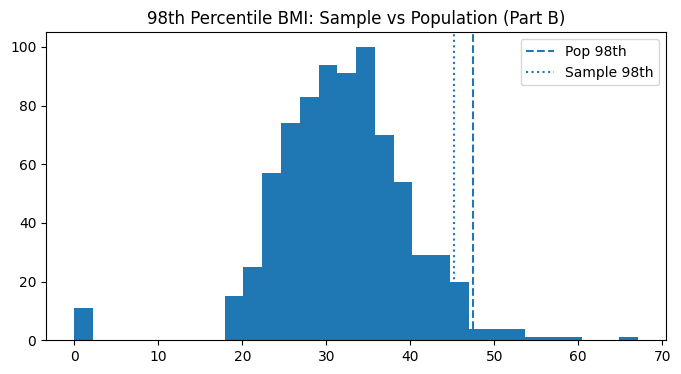 98th Percentile BMI: Sample vs Population (Part B)
Pop 98th
Sample 98th
100
80
60
40
20
0
0 10 20 30 40 50 60 70